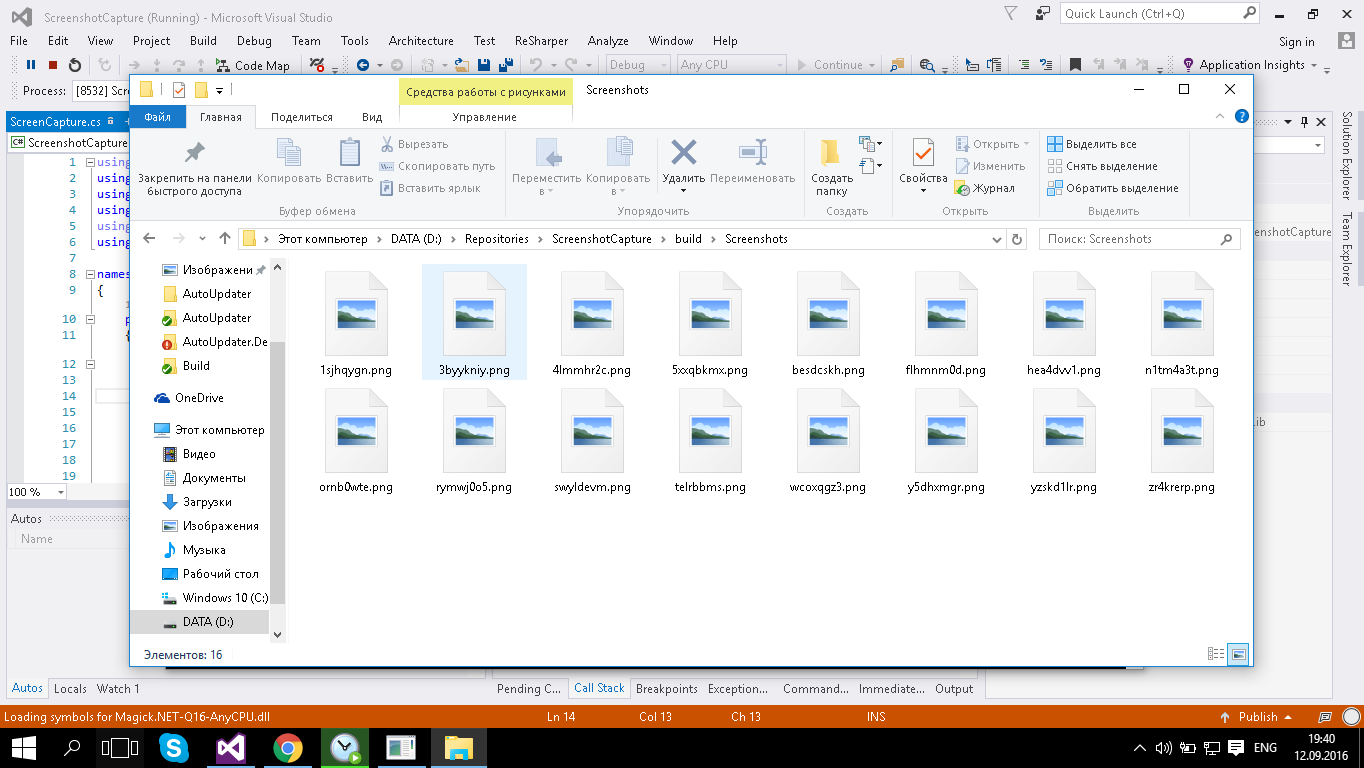 ScreenshotCapture (Running) - Microsoft Visual Studio
Quick Launch (Ctrl+Q)
File Edit View Project Build Debug Team Tools Architecture Test ReSharper Analyze Window Help
Sign in
Code Map Debug Any CPU Continue Application Insights
Process: [8532] Scre
Средства работы с рисунками Screenshots
ScreenCapture.cs
Файл Главная Поделиться Вид Управление
ScreenshotCapture
Закрепить на панели быстрого доступа
Копировать Вставить
Вырезать
Скопировать путь
Вставить ярлык
Переместить в
Копировать в
Удалить Переименовать
Создать папку
Свойства
Открыть
Изменить
Журнал
Выделить все
Снять выделение
Обратить выделение
Буфер обмена Упорядочить Создать Открыть Выделить
Этот компьютер DATA (D:) Repositories ScreenshotCapture build Screenshots
Поиск: Screenshots
1 using
2 using
3 using
4 using
5 using
6 using
7
8 names
9 {
10 p
11 {
12
13
14
15
16
17
18
19
100 %
Изображени
AutoUpdater
AutoUpdater
AutoUpdater.De
Build
OneDrive
Этот компьютер
Видео
Документы
Загрузки
Изображения
Музыка
Рабочий стол
Windows 10 (C:)
DATA (D:)
1sjhqygn.png 3byykniy.png 4lmmhr2c.png 5xxqbkmx.png besdcskh.png flhmnm0d.png hea4dvv1.png n1tm4a3t.png
ornb0wte.png rymwj0o5.png swyldevm.png telrbbms.png wcoxqgz3.png y5dhxmgr.png yzskd1lr.png zr4krerp.png
Элементов: 16
Solution Explorer
Team Explorer
enshotCapture
ib
Autos
Name
Autos Locals Watch 1
Pending C... Call Stack Breakpoints Exception... Command... Immediate... Output
Loading symbols for Magick.NET-Q16-AnyCPU.dll Ln 14 Col 13 Ch 13 INS Publish
ENG
19:40
12.09.2016